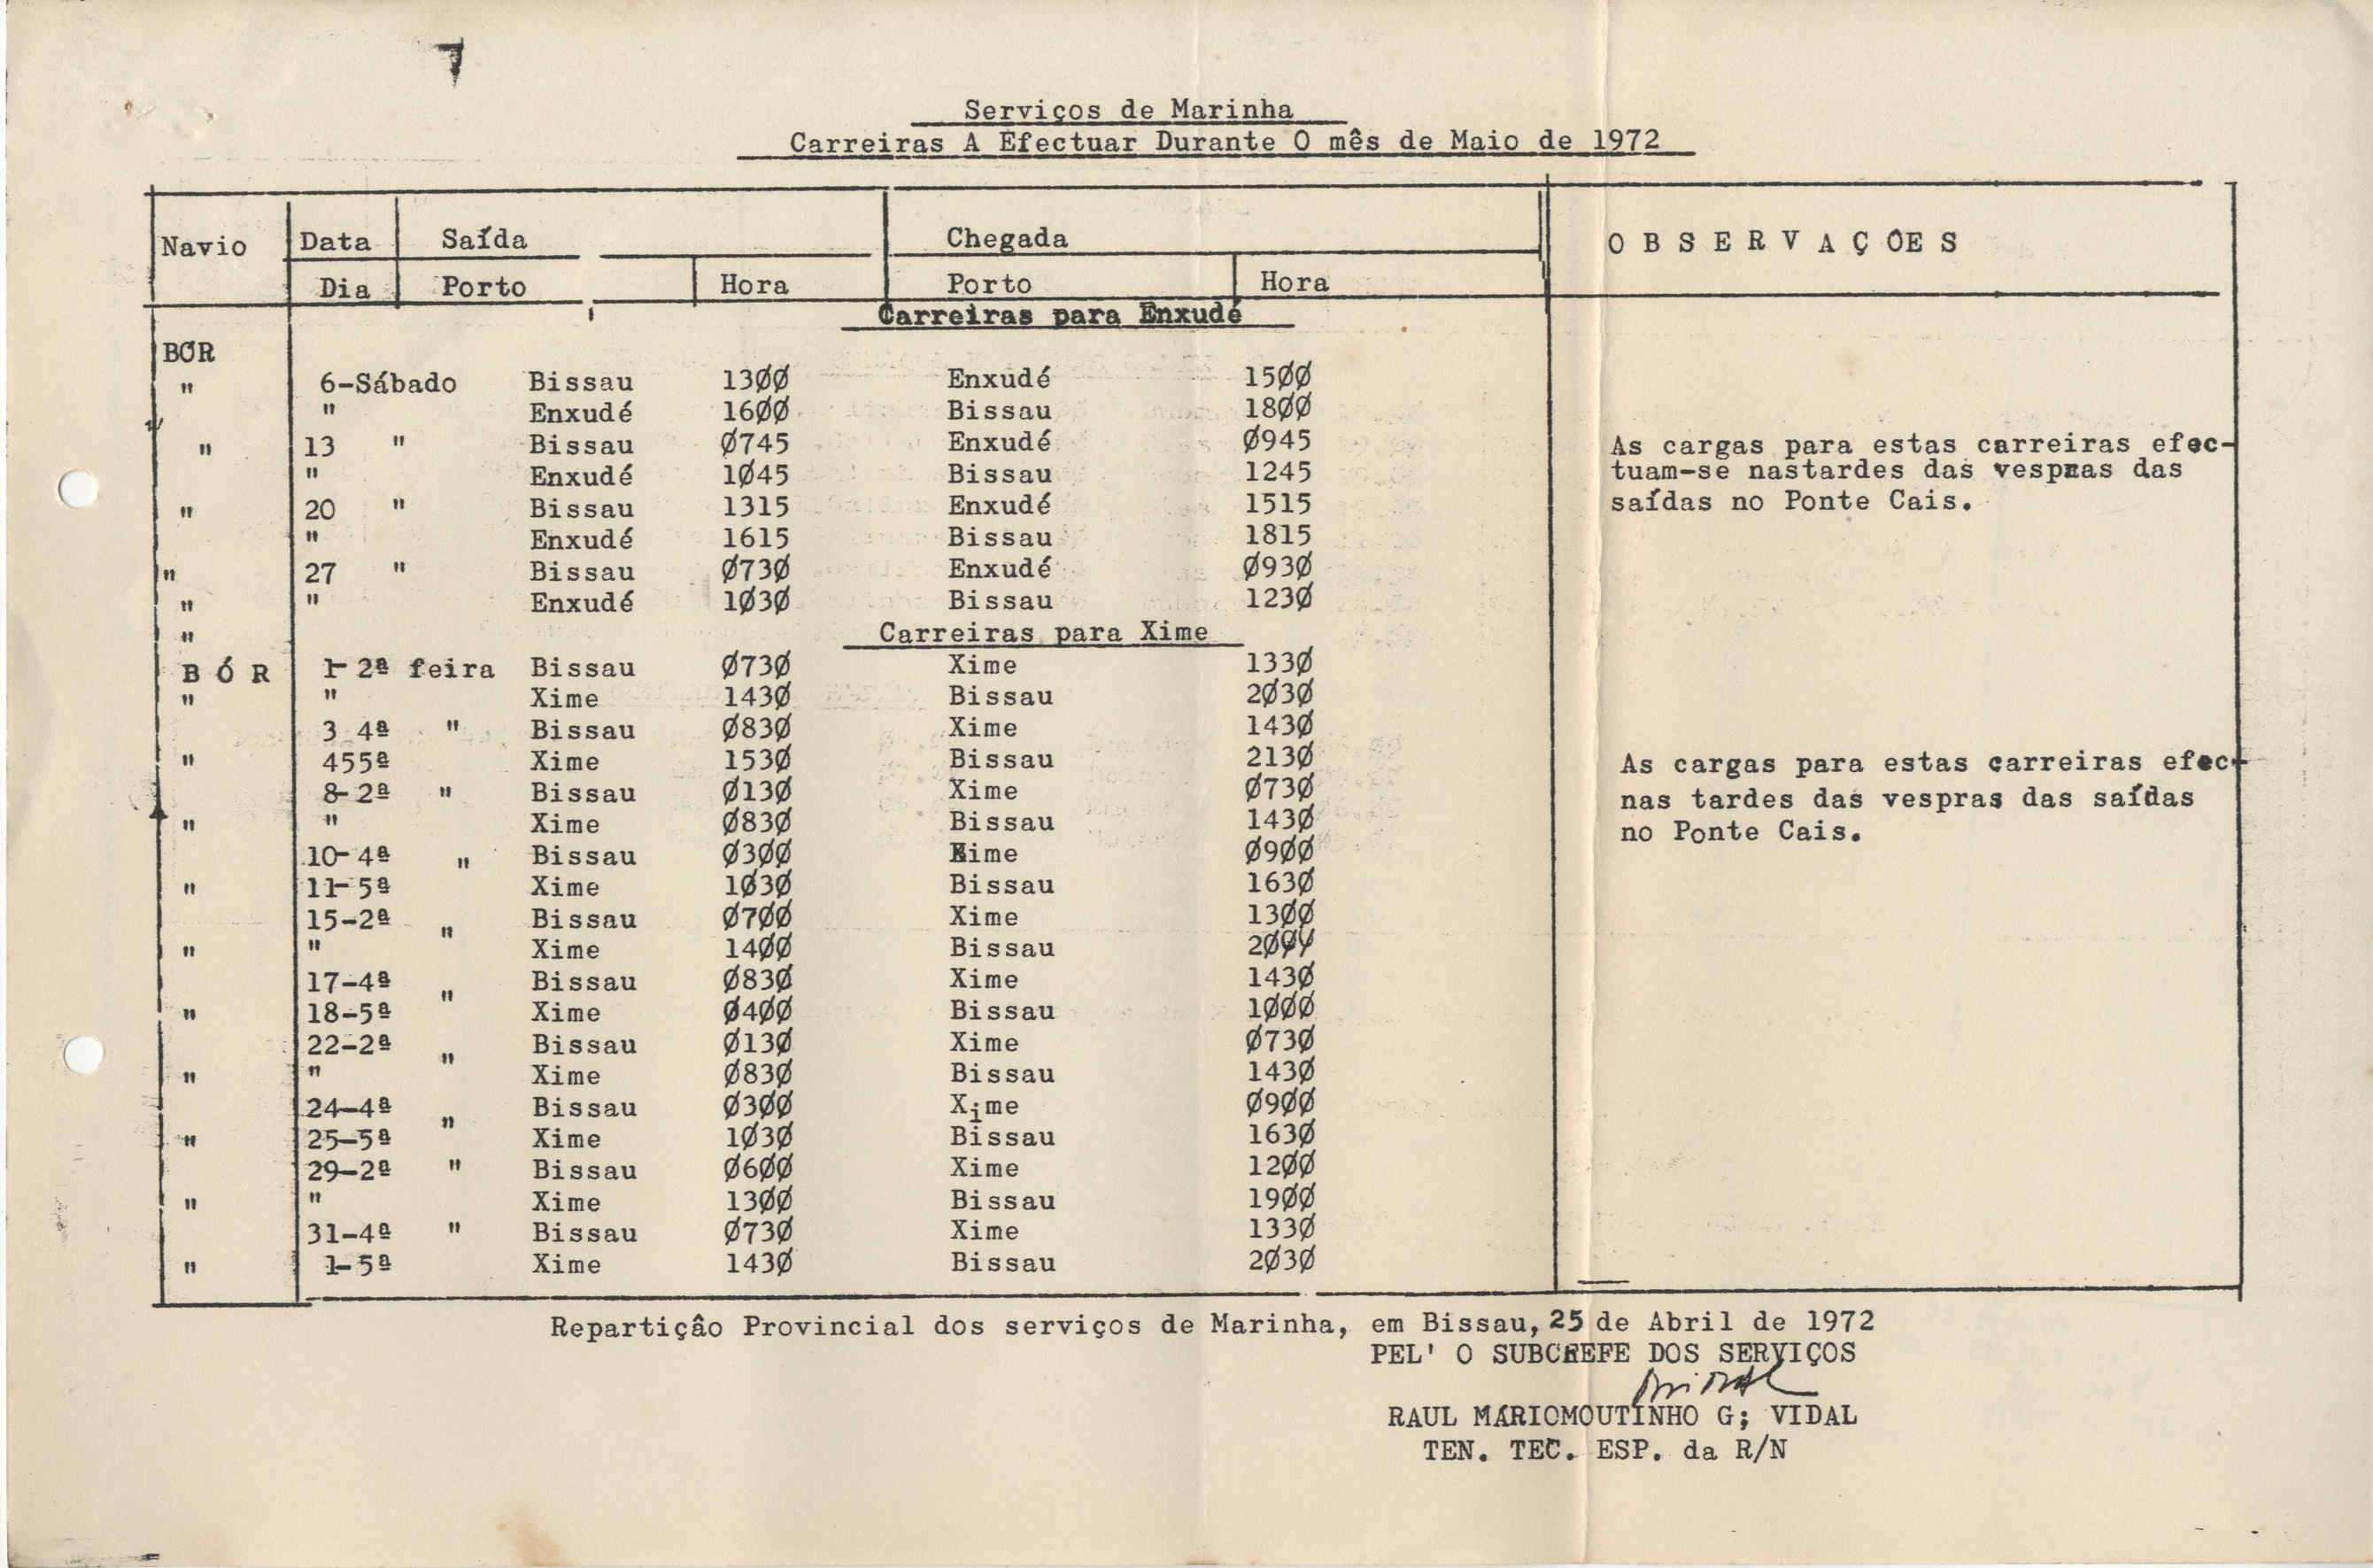 Serviços de Marinha
Carreiras A Efectuar Durante O mês de Maio de 1972
Navio Data Saída Chegada OBSERVAÇOES
Dia Porto Hora Porto Hora
Carreiras para Enxudé
BOR
" 6-Sábado Bissau 13ØØ Enxudé 15ØØ
" Enxudé 16ØØ Bissau 18ØØ
" 13 " Bissau Ø745 Enxudé Ø945 As cargas para estas carreiras efec-
" Enxudé 1Ø45 Bissau 1245 tuam-se nastardes das vespras das
" 20 " Bissau 1315 Enxudé 1515 saídas no Ponte Cais.
" Enxudé 1615 Bissau 1815
" 27 " Bissau Ø73Ø Enxudé Ø93Ø
" " Enxudé 1Ø3Ø Bissau 123Ø
"
Carreiras para Xime
B Ó R 1-2ª feira Bissau Ø73Ø Xime 133Ø
" " Xime 143Ø Bissau 2Ø3Ø
3 4ª " Bissau Ø83Ø Xime 143Ø
" 455ª Xime 153Ø Bissau 213Ø As cargas para estas carreiras efec-
8-2ª " Bissau Ø13Ø Xime Ø73Ø nas tardes das vespras das saídas
" " Xime Ø83Ø Bissau 143Ø no Ponte Cais.
10-4ª " Bissau Ø3ØØ Xime Ø9ØØ
" 11-5ª Xime 1Ø3Ø Bissau 163Ø
15-2ª " Bissau Ø7ØØ Xime 13ØØ
" " Xime 14ØØ Bissau 2ØØØ
17-4ª " Bissau Ø83Ø Xime 143Ø
" 18-5ª Xime Ø4ØØ Bissau 1ØØØ
22-2ª " Bissau Ø13Ø Xime Ø73Ø
" " Xime Ø83Ø Bissau 143Ø
24-4ª " Bissau Ø3ØØ Xime Ø9ØØ
" 25-5ª Xime 1Ø3Ø Bissau 163Ø
29-2ª " Bissau Ø6ØØ Xime 12ØØ
" " Xime 13ØØ Bissau 19ØØ
31-4ª " Bissau Ø73Ø Xime 133Ø
" 1-5ª Xime 143Ø Bissau 2Ø3Ø
Repartiçâo Provincial dos serviços de Marinha, em Bissau, 25 de Abril de 1972
PEL' O SUBCHEFE DOS SERVIÇOS
RAUL MÁRIOMOUTINHO G; VIDAL
TEN. TEC. ESP. da R/N